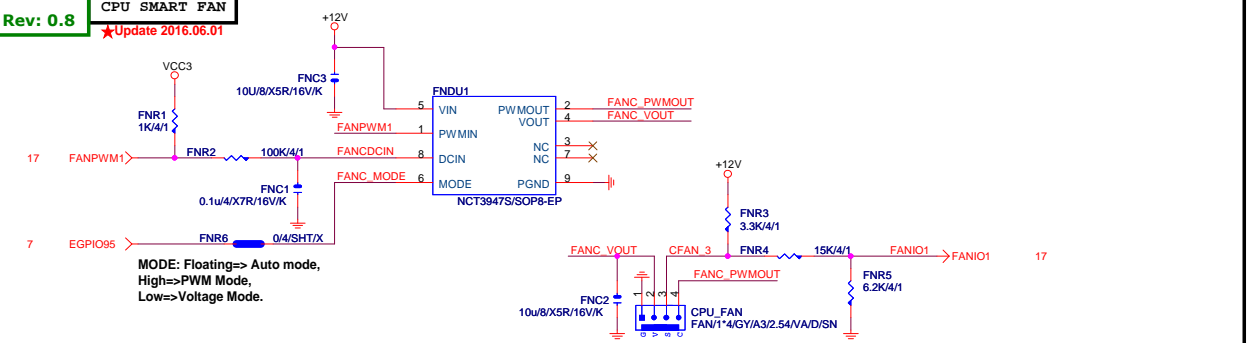 CPU SMART FAN
Rev: 0.8
★Update 2016.06.01
+12V
VCC3
FNC3
10U/8/X5R/16V/K
FNR1
1K/4/1
FNDU1
5 VIN
PWMOUT 2 FANC_PWMOUT
VOUT 4 FANC_VOUT
FANPWM1 1 PWMIN
NC 3
NC 7
17 FANPWM1 FNR2 100K/4/1 FANCDCIN 8 DCIN
FANC_MODE 6 MODE
PGND 9
FNC1
0.1u/4/X7R/16V/K
NCT3947S/SOP8-EP
7 EGPIO95 FNR6 0/4/SHT/X
MODE: Floating=> Auto mode,
High=>PWM Mode,
Low=>Voltage Mode.
+12V
FNR3
3.3K/4/1
FANC_VOUT CFAN_3 FNR4 15K/4/1 FANIO1 FANIO1 17
FANC_PWMOUT
FNR5
6.2K/4/1
FNC2
10u/8/X5R/16V/K
1 2 3 4
CPU_FAN
FAN/1*4/GY/A3/2.54/VA/D/SN
G V S C